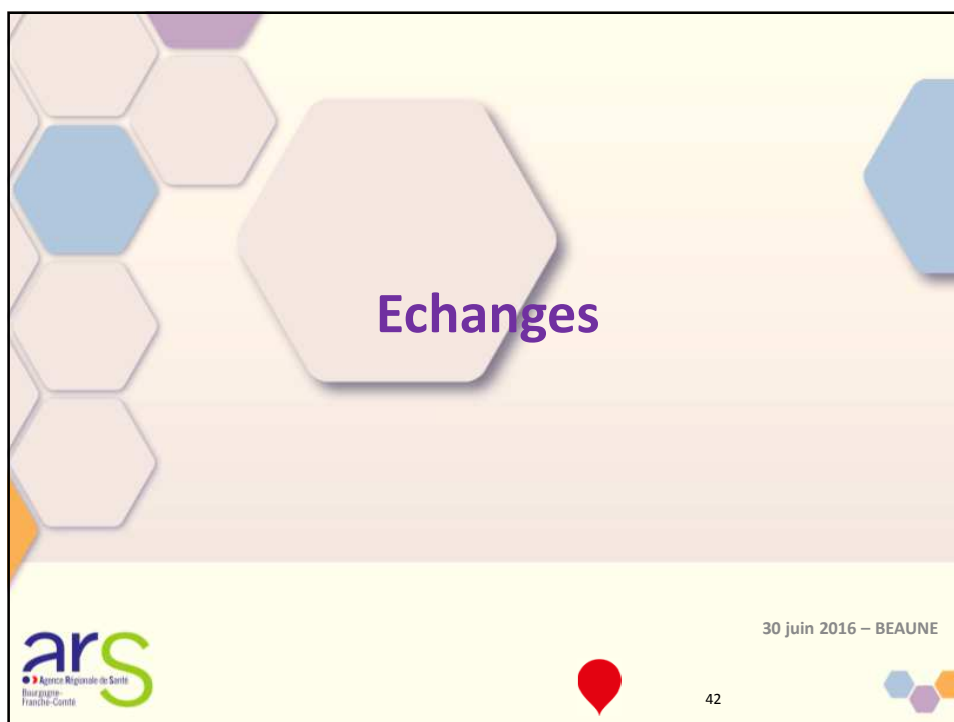 Echanges
30 juin 2016 – BEAUNE
ars
Agence Régionale de Santé
Bourgogne-
Franche-Comté
42